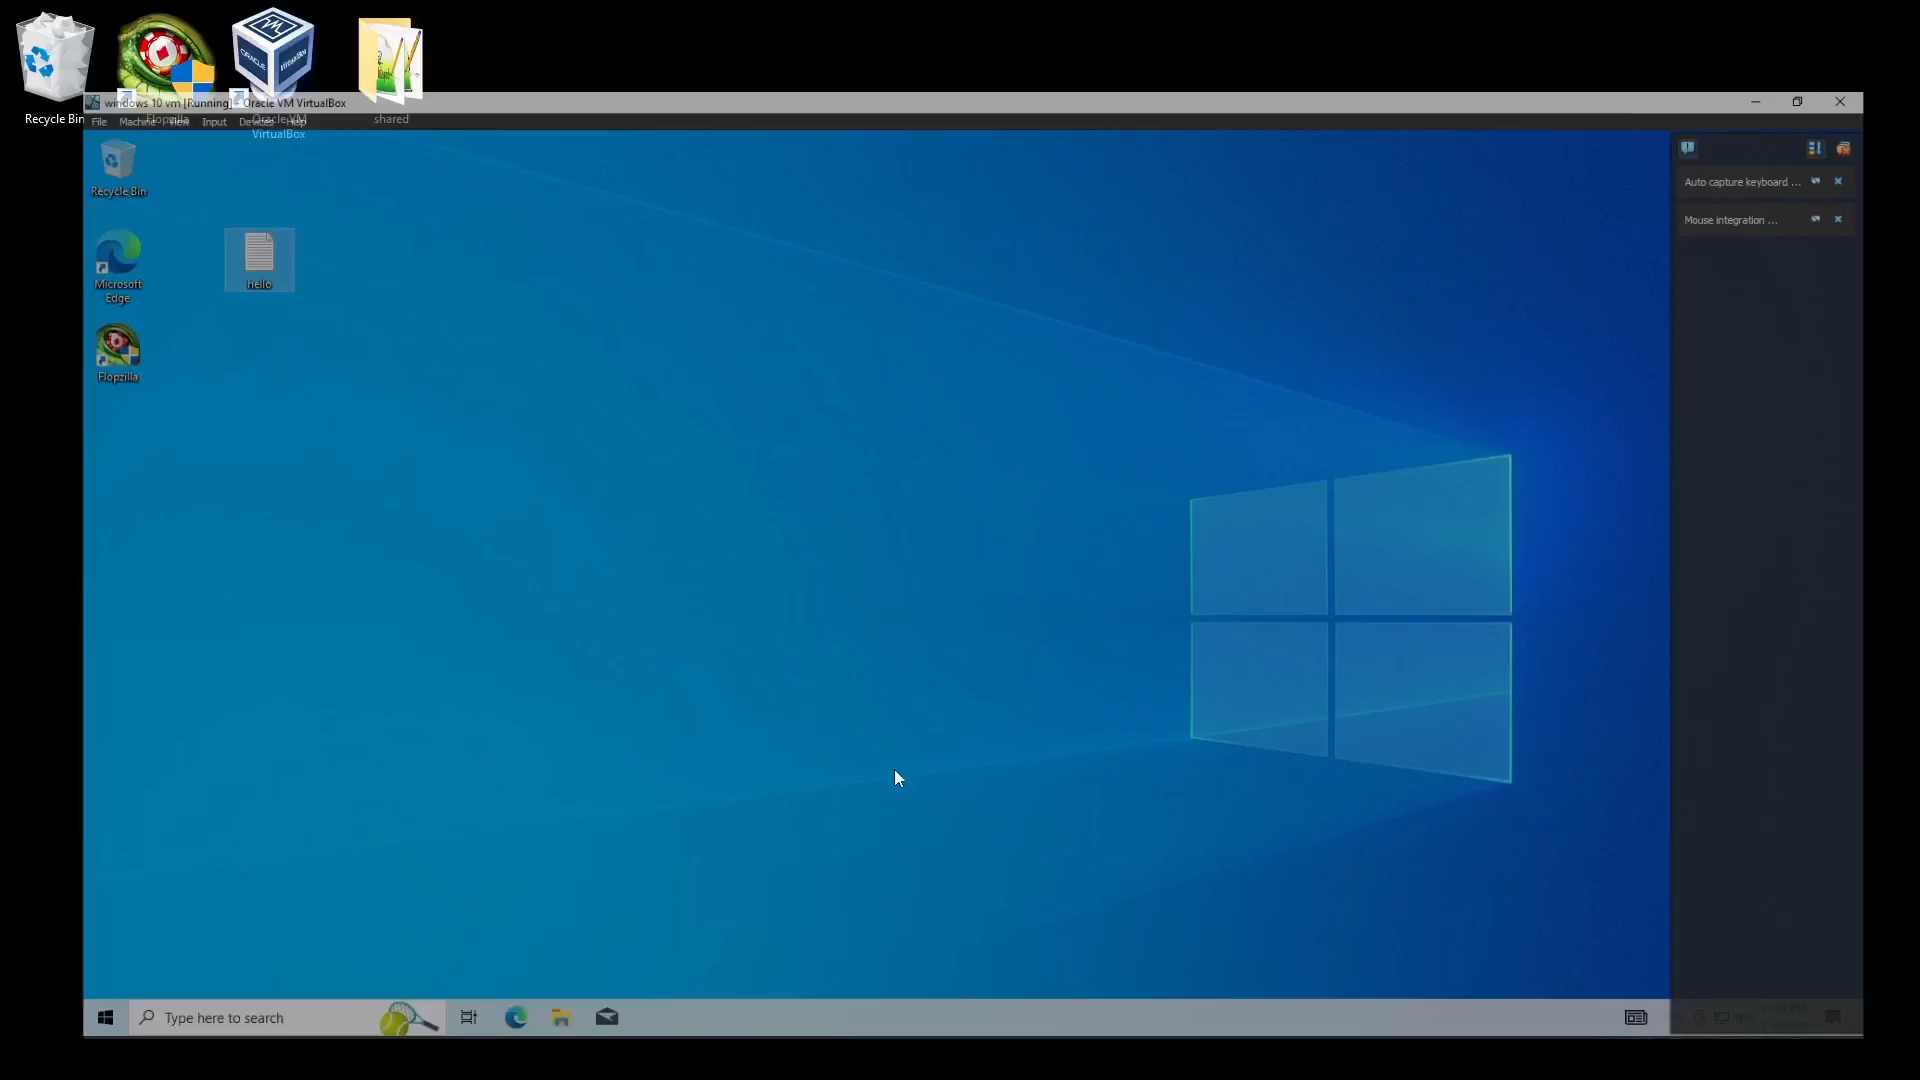 Recycle Bin
Flopzilla
Oracle VM
VirtualBox
shared
windows 10 vm [Running] - Oracle VM VirtualBox
File Machine View Input Devices Help
Recycle Bin
Microsoft
Edge
hello
Flopzilla
Auto capture keyboard ...
Mouse integration ...
Type here to search